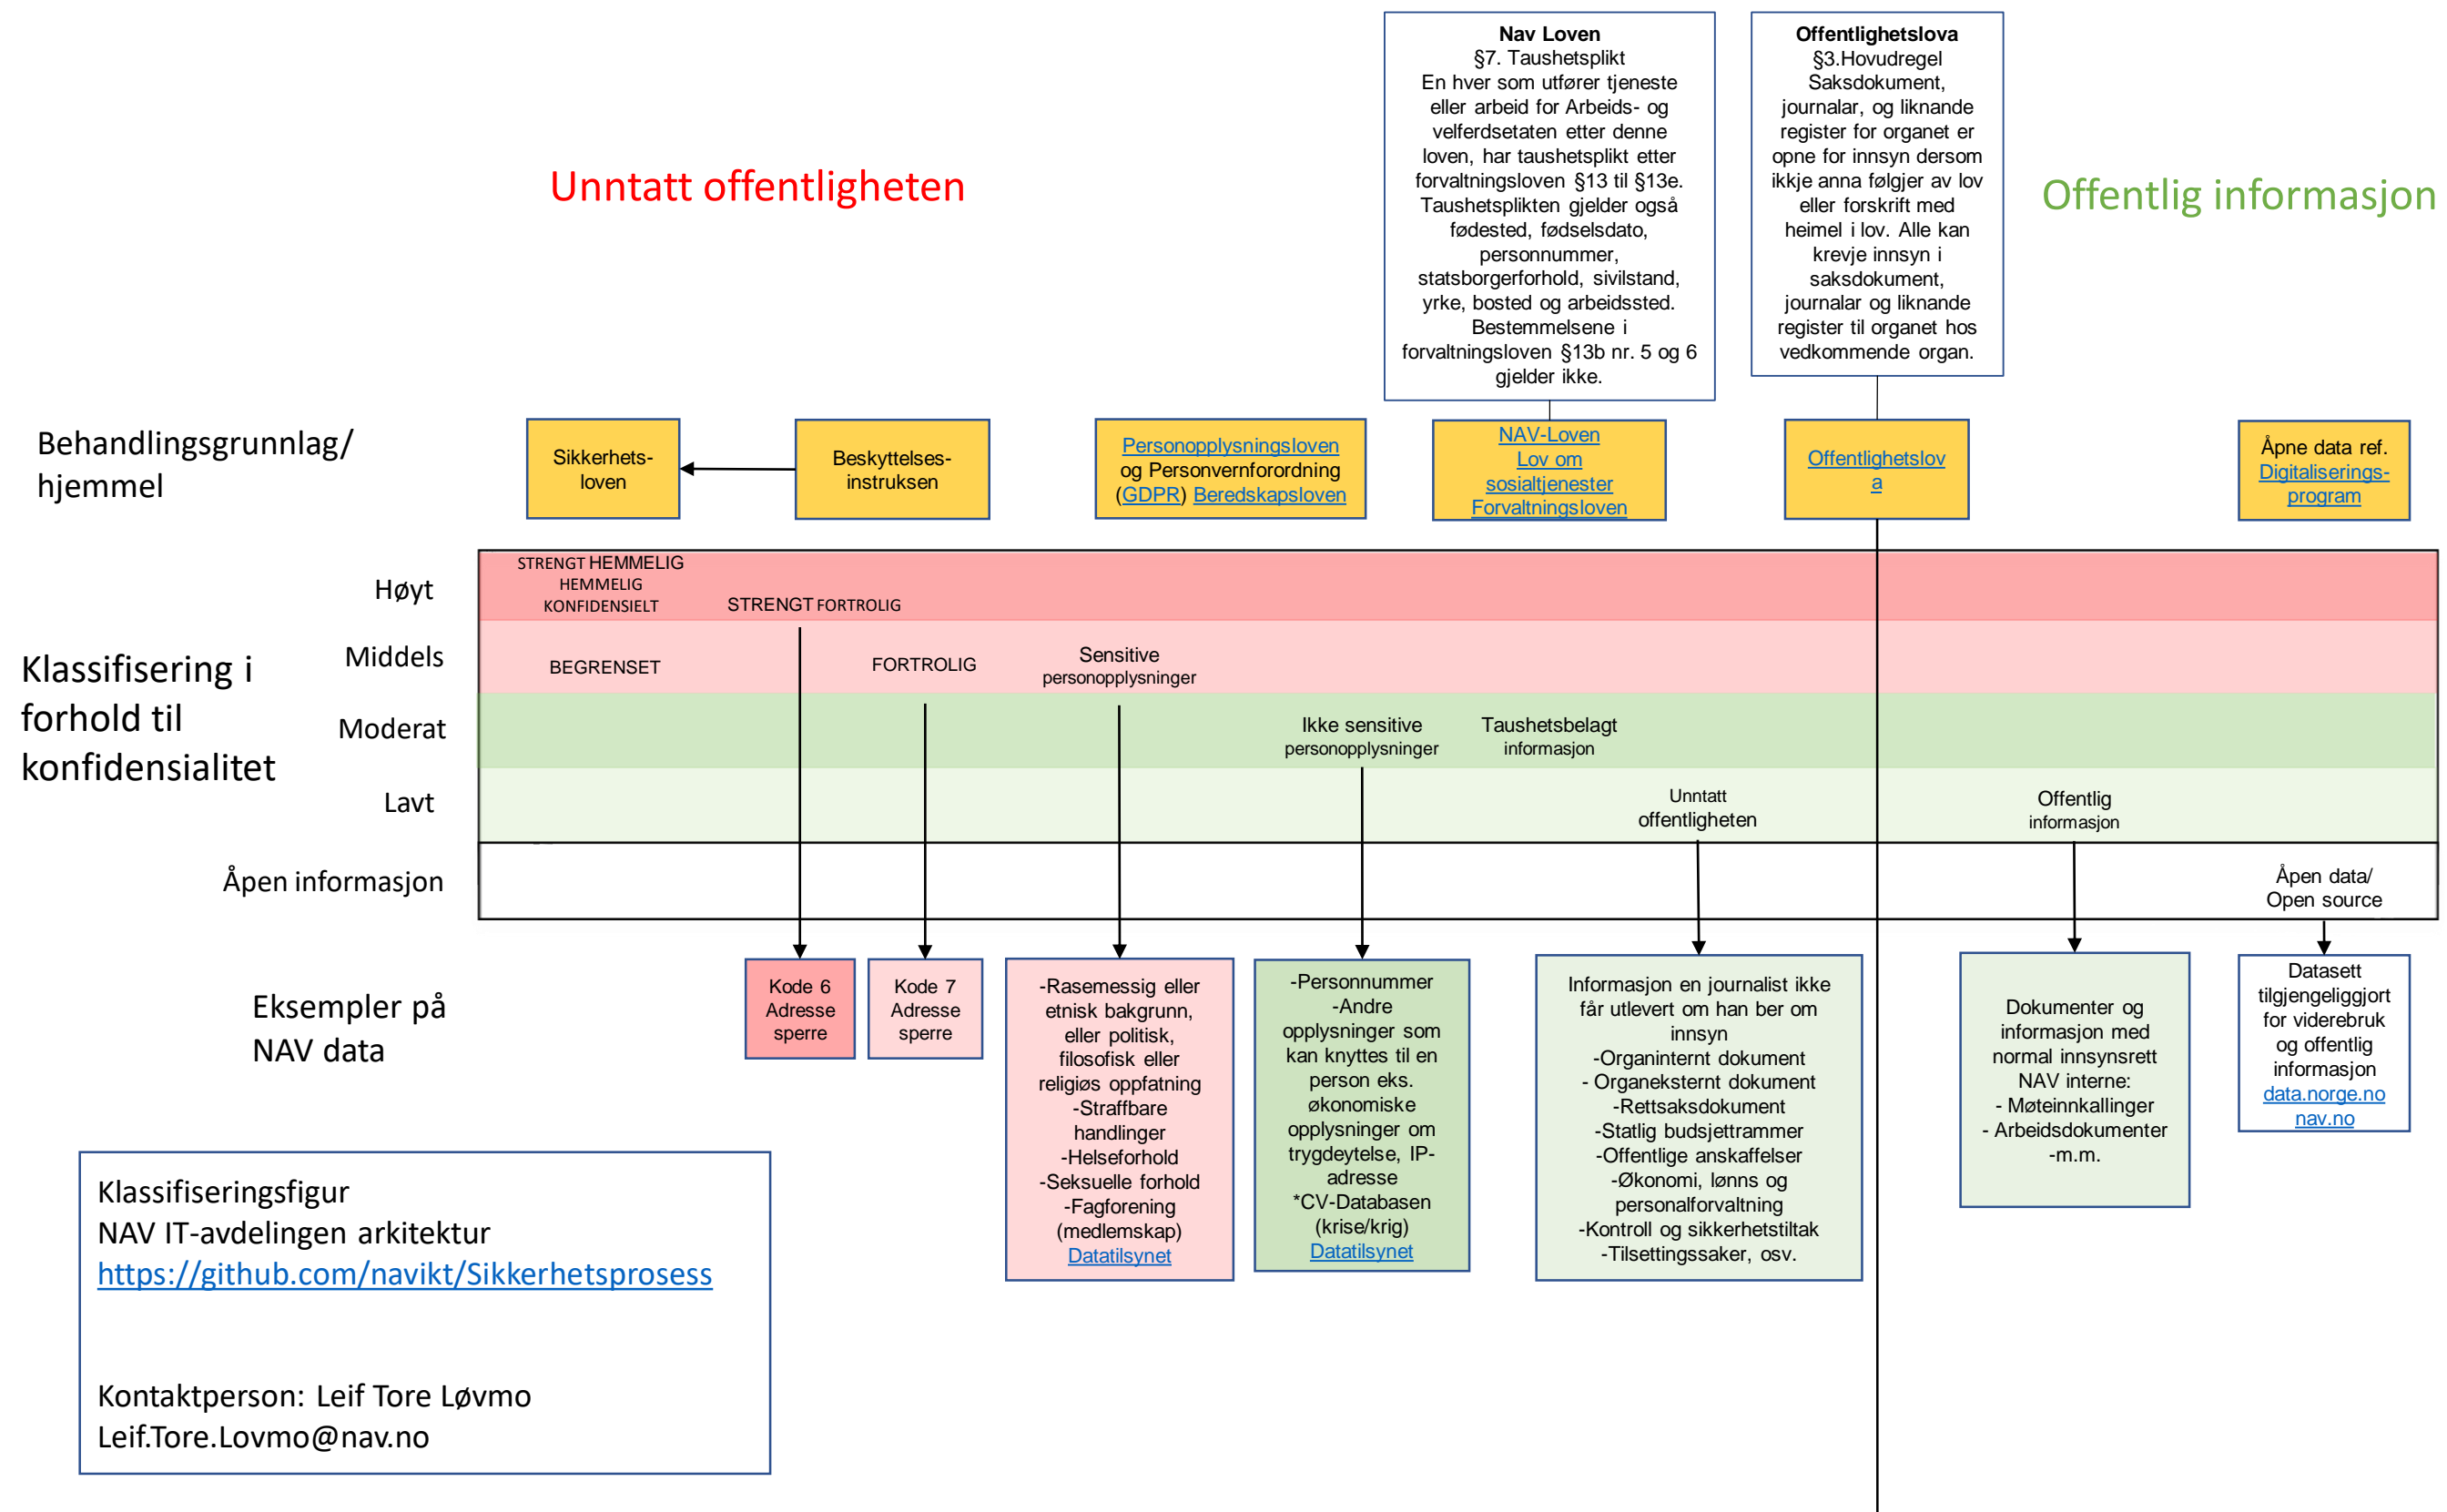 Nav Loven
§7. Taushetsplikt
En hver som utfører tjeneste
eller arbeid for Arbeids- og
velferdsetaten etter denne
loven, har taushetsplikt etter
forvaltningsloven §13 til §13e.
Taushetsplikten gjelder også
fødested, fødselsdato,
personnummer,
statsborgerforhold, sivilstand,
yrke, bosted og arbeidssted.
Bestemmelsene i
forvaltningsloven §13b nr. 5 og 6
gjelder ikke.
Offentlighetslova
§3.Hovudregel
Saksdokument,
journalar, og liknande
register for organet er
opne for innsyn dersom
ikkje anna følgjer av lov
eller forskrift med
heimel i lov. Alle kan
krevje innsyn i
saksdokument,
journalar og liknande
register til organet hos
vedkommende organ.
Unntatt offentligheten
Offentlig informasjon
Behandlingsgrunnlag/
hjemmel
Sikkerhets-
loven
Beskyttelses-
instruksen
Personopplysningsloven
og Personvernforordning
(GDPR) Beredskapsloven
NAV-Loven
Lov om
sosialtjenester
Forvaltningsloven
Offentlighetslov
a
Åpne data ref.
Digitaliserings-
program
Klassifisering i
forhold til
konfidensialitet
Høyt
STRENGT HEMMELIG
HEMMELIG
KONFIDENSIELT
STRENGT FORTROLIG
Middels
BEGRENSET
FORTROLIG
Sensitive
personopplysninger
Moderat
Ikke sensitive
personopplysninger
Taushetsbelagt
informasjon
Lavt
Unntatt
offentligheten
Offentlig
informasjon
Åpen informasjon
Åpen data/
Open source
Eksempler på
NAV data
Kode 6
Adresse
sperre
Kode 7
Adresse
sperre
-Rasemessig eller
etnisk bakgrunn,
eller politisk,
filosofisk eller
religiøs oppfatning
-Straffbare
handlinger
-Helseforhold
-Seksuelle forhold
-Fagforening
(medlemskap)
Datatilsynet
-Personnummer
-Andre
opplysninger som
kan knyttes til en
person eks.
økonomiske
opplysninger om
trygdeytelse, IP-
adresse
*CV-Databasen
(krise/krig)
Datatilsynet
Informasjon en journalist ikke
får utlevert om han ber om
innsyn
-Organinternt dokument
- Organeksternt dokument
-Rettsaksdokument
-Statlig budsjettrammer
-Offentlige anskaffelser
-Økonomi, lønns og
personalforvaltning
-Kontroll og sikkerhetstiltak
-Tilsettingssaker, osv.
Dokumenter og
informasjon med
normal innsynsrett
NAV interne:
- Møteinnkallinger
- Arbeidsdokumenter
-m.m.
Datasett
tilgjengeliggjort
for viderebruk
og offentlig
informasjon
data.norge.no
nav.no
Klassifiseringsfigur
NAV IT-avdelingen arkitektur
https://github.com/navikt/Sikkerhetsprosess
Kontaktperson: Leif Tore Løvmo
Leif.Tore.Lovmo@nav.no